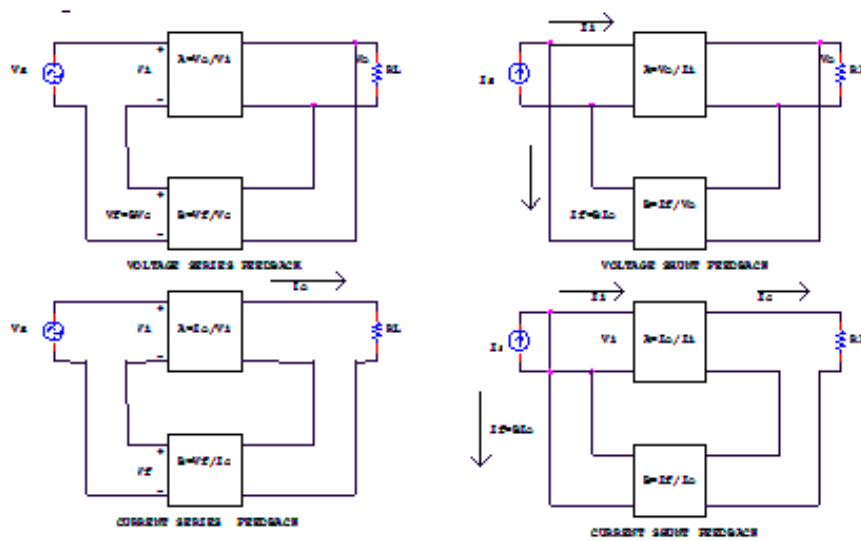 Vs
+
Vi
-
A=Vo/Vi
Vo
RL
+
Vf=BVo
-
B=Vf/Vo
VOLTAGE SERIES FEEDBACK
Ii
Is
A=Vo/Ii
Vo
If=BIo
B=If/Vo
VOLTAGE SHUNT FEEDBACK
Io
Vs
+
Vi
-
A=Io/Vi
RL
+
Vf
-
B=Vf/Io
CURRENT SERIES FEEDBACK
Ii
Io
Is
Vi
A=Io/Ii
If=BIo
B=If/Io
CURRENT SHUNT FEEDBACK